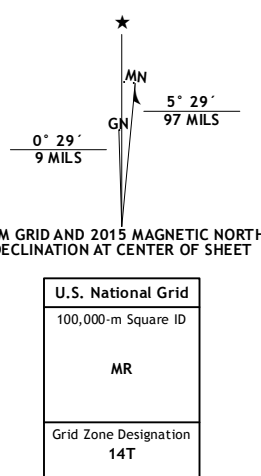 MN
GN
5° 29´
97 MILS
0° 29´
9 MILS
M GRID AND 2015 MAGNETIC NORTH
DECLINATION AT CENTER OF SHEET
U.S. National Grid
100,000-m Square ID
MR
Grid Zone Designation
14T